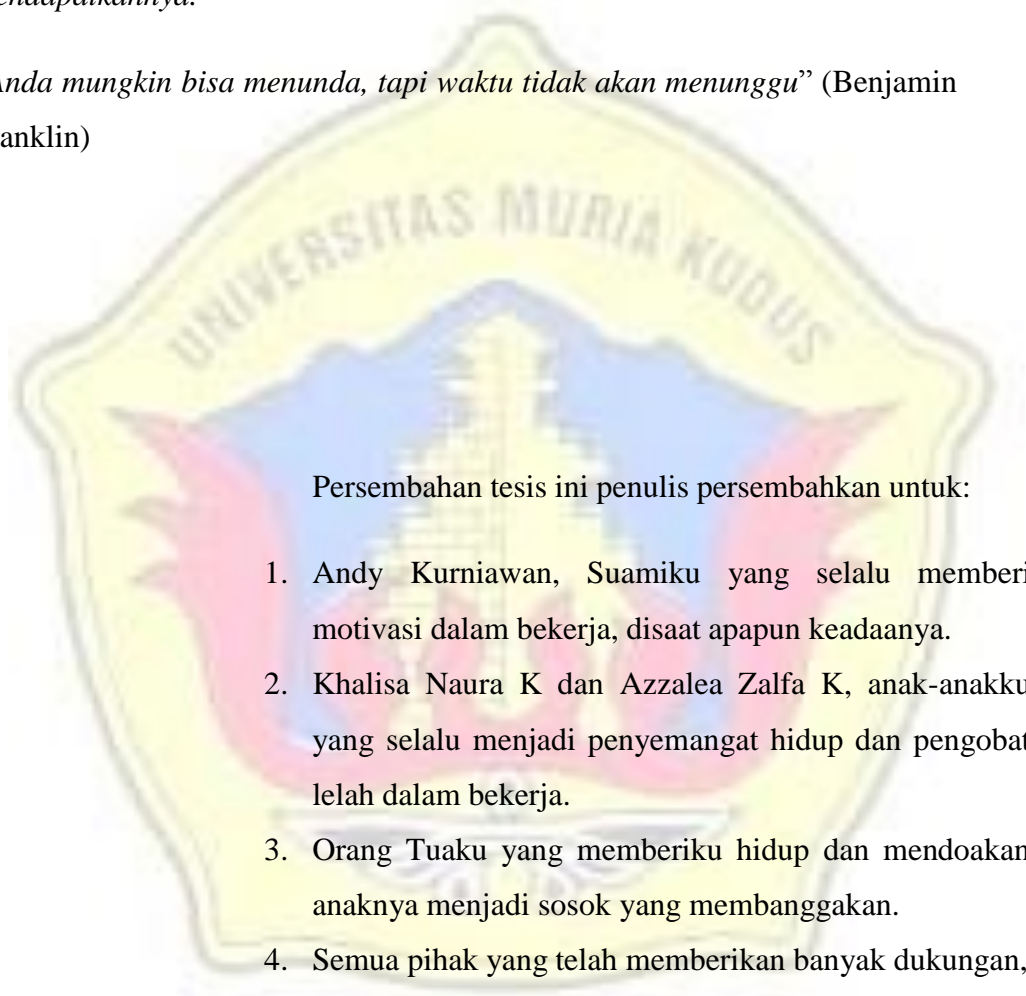 "Anda mungkin bisa menunda, tapi waktu tidak akan menunggu” (Benjamin
UNIVERSITAS MURIA KUDUS
Persembahan tesis ini penulis persembahkan untuk:
1. Andy Kurniawan, Suamiku yang selalu memberi
motivasi dalam bekerja, disaat apapun keadaanya.
2. Khalisa Naura K dan Azzalea Zalfa K, anak-anakku
yang selalu menjadi penyemangat hidup dan pengobat
lelah dalam bekerja.
3. Orang Tuaku yang memberiku hidup dan mendoakan
anaknya menjadi sosok yang membanggakan.
4. Semua pihak yang telah memberikan banyak dukungan,